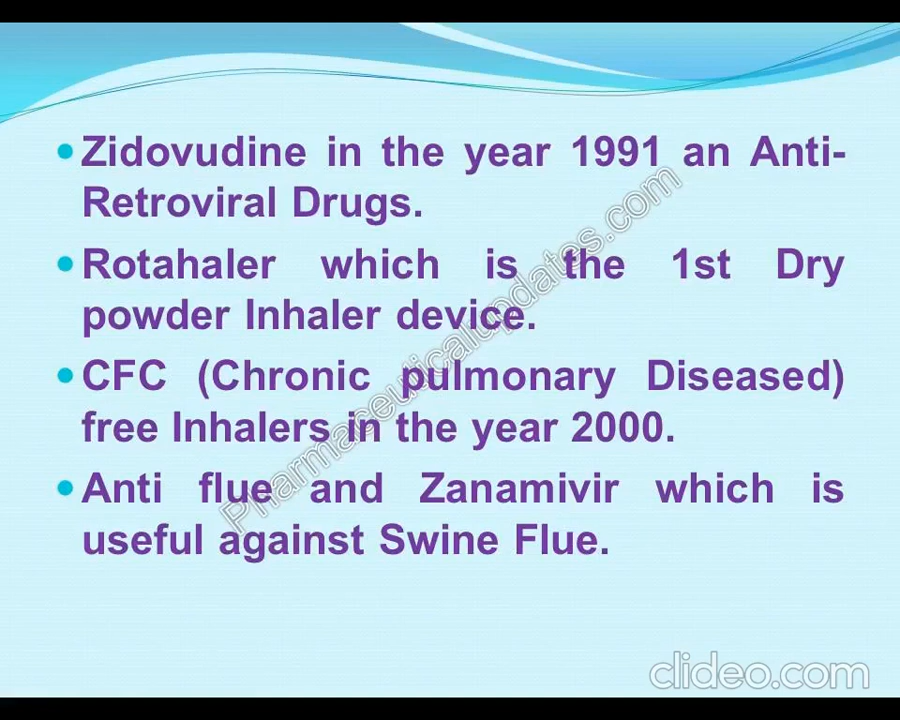 • Zidovudine in the year 1991 an Anti-
Retroviral Drugs.
• Rotahaler which is the 1st Dry
powder Inhaler device.
• CFC (Chronic pulmonary Diseased)
free Inhalers in the year 2000.
• Anti flue and Zanamivir which is
useful against Swine Flue.
Pharmaceuticalupdates.com
clideo.com